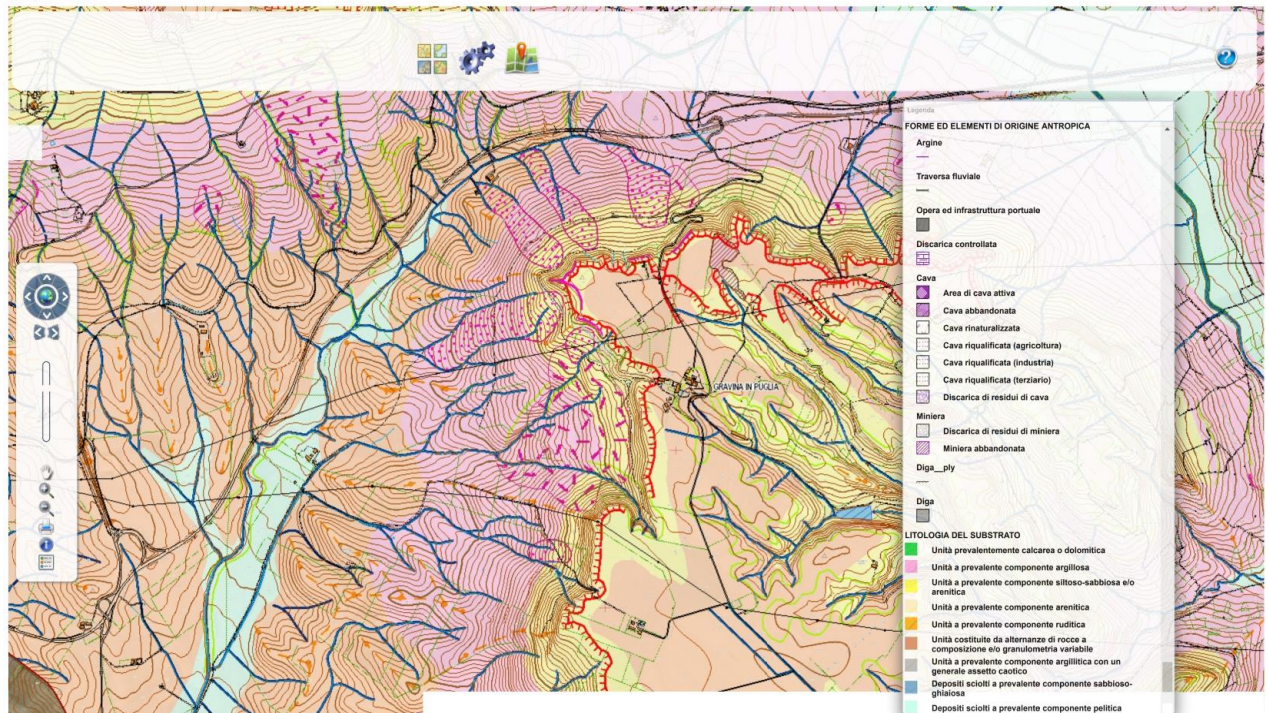 Legenda
FORME ED ELEMENTI DI ORIGINE ANTROPICA
Argine
Traversa fluviale
Opera ed infrastruttura portuale
Discarica controllata
Cava
Area di cava attiva
Cava abbandonata
Cava rinaturalizzata
Cava riqualificata (agricoltura)
Cava riqualificata (industria)
Cava riqualificata (terziario)
Discarica di residui di cava
Miniera
Discarica di residui di miniera
Miniera abbandonata
Diga__ply
Diga
LITOLOGIA DEL SUBSTRATO
Unità prevalentemente calcarea o dolomitica
Unità a prevalente componente argillosa
Unità a prevalente componente siltoso-sabbiosa e/o
arenitica
Unità a prevalente componente arenitica
Unità a prevalente componente ruditica
Unità costituite da alternanze di rocce a
composizione e/o granulometria variabile
Unità a prevalente componente argillitica con un
generale assetto caotico
Depositi sciolti a prevalente componente sabbioso-
ghiaiosa
Depositi sciolti a prevalente componente pelitica
GRAVINA IN PUGLIA